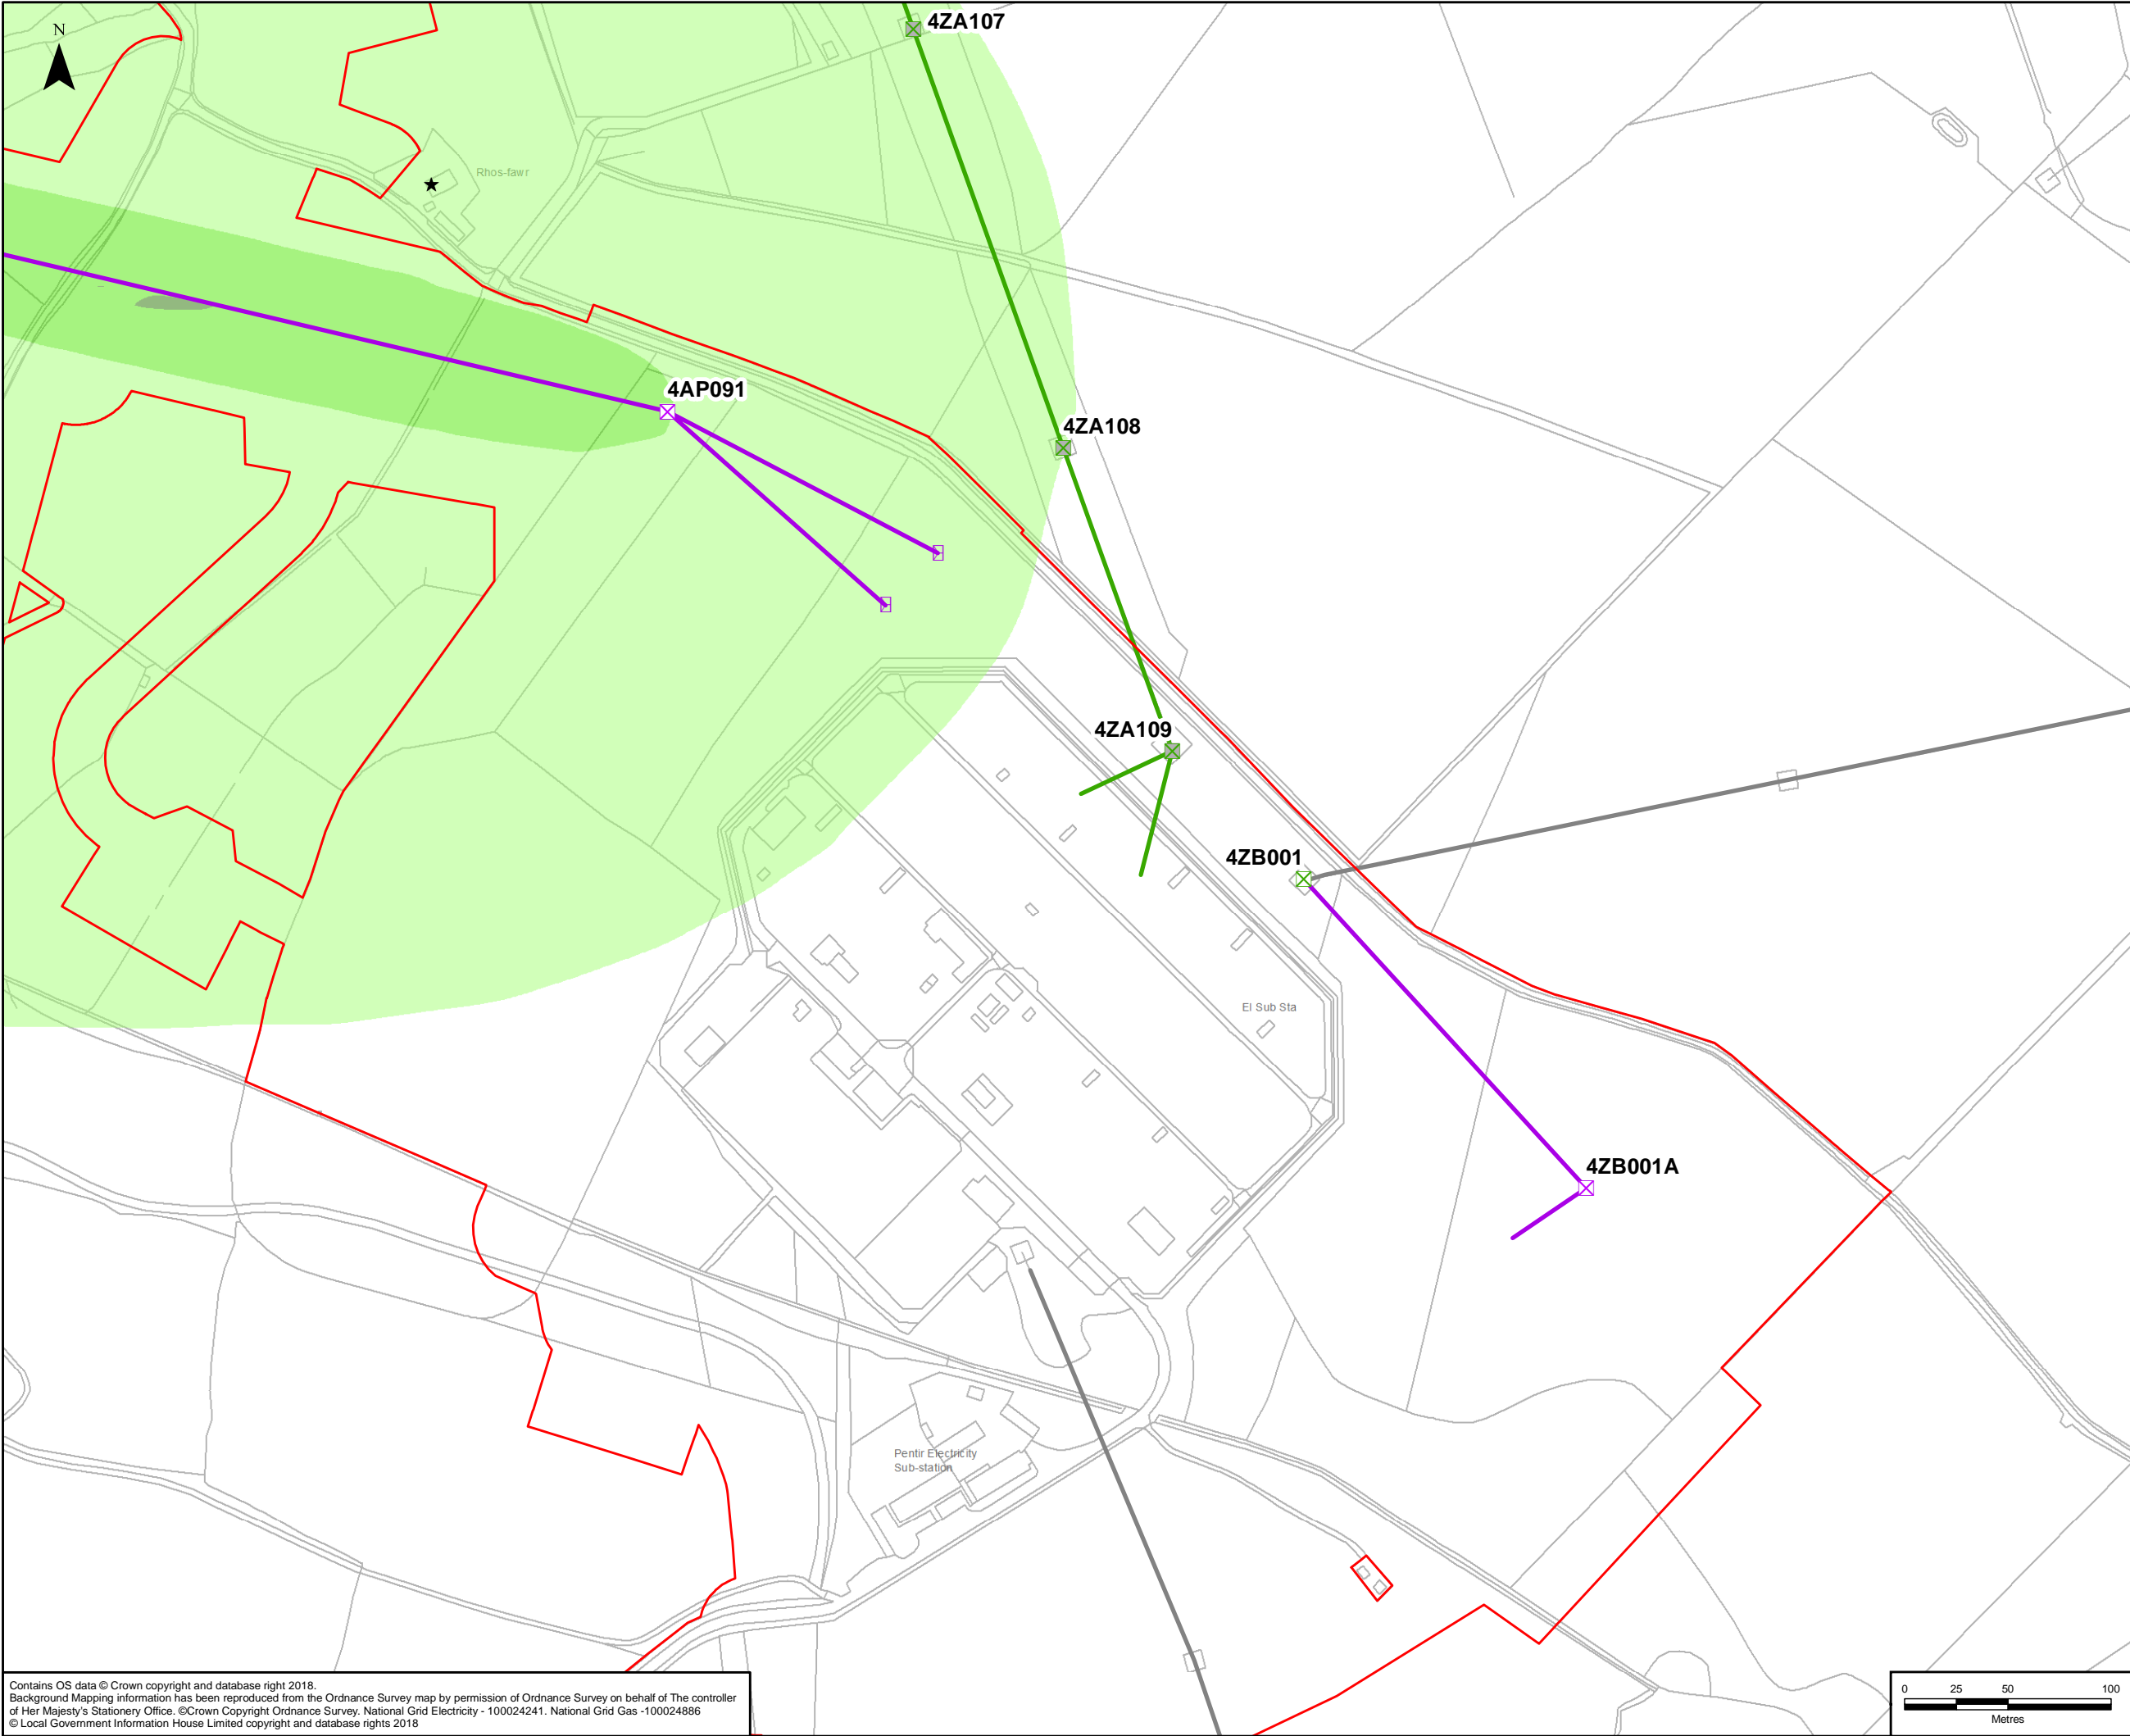 N
4ZA107
Rhos-fawr
4AP091
4ZA108
4ZA109
4ZB001
El Sub Sta
4ZB001A
Pentir Electricity
Sub-station
Contains OS data © Crown copyright and database right 2018.
Background Mapping information has been reproduced from the Ordnance Survey map by permission of Ordnance Survey on behalf of The controller
of Her Majesty's Stationery Office. ©Crown Copyright Ordnance Survey. National Grid Electricity - 100024241. National Grid Gas -100024886
© Local Government Information House Limited copyright and database rights 2018
0 25 50 100
Metres